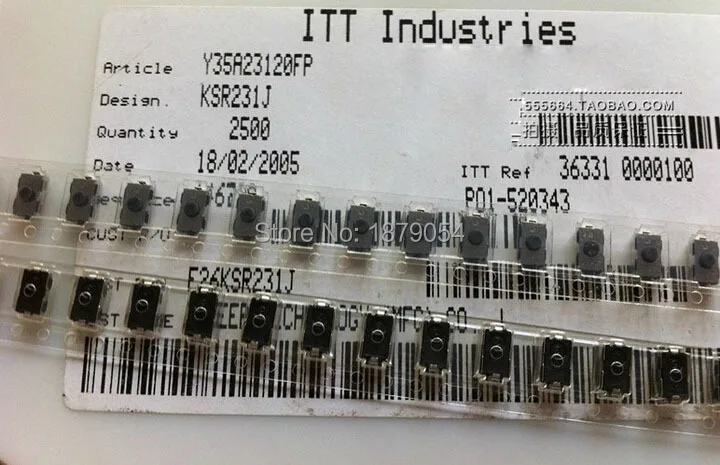 ITT Industries
Article Y35A23120FP
Design. KSR231J
Quantity 2500
555664.TAOBAO.COM
Date 18/02/2005
ITT Ref 36331 0000100
P01-520343
Shop No.: 1879054
F24KSR231J